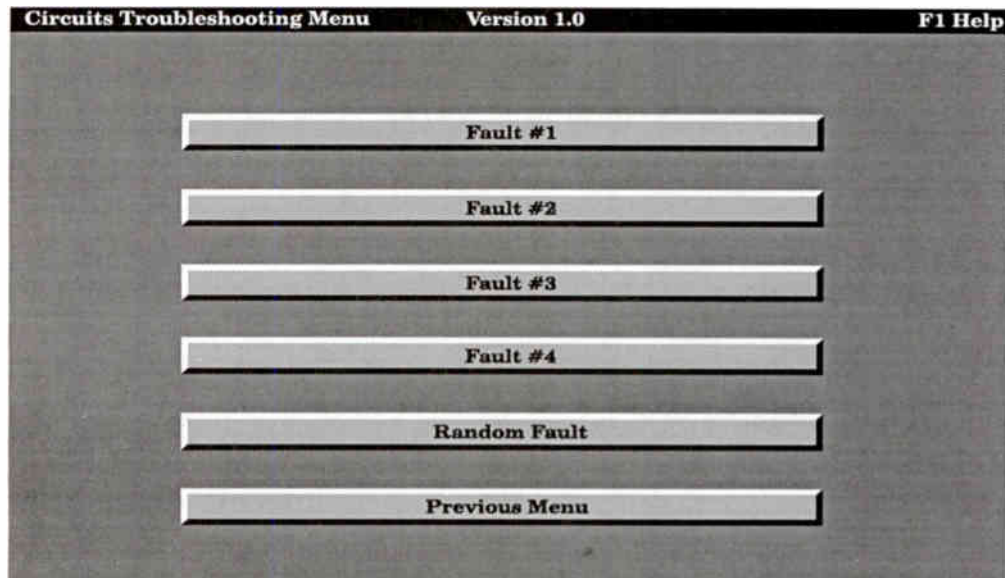 Circuits Troubleshooting Menu Version 1.0 F1 Help
Fault #1
Fault #2
Fault #3
Fault #4
Random Fault
Previous Menu